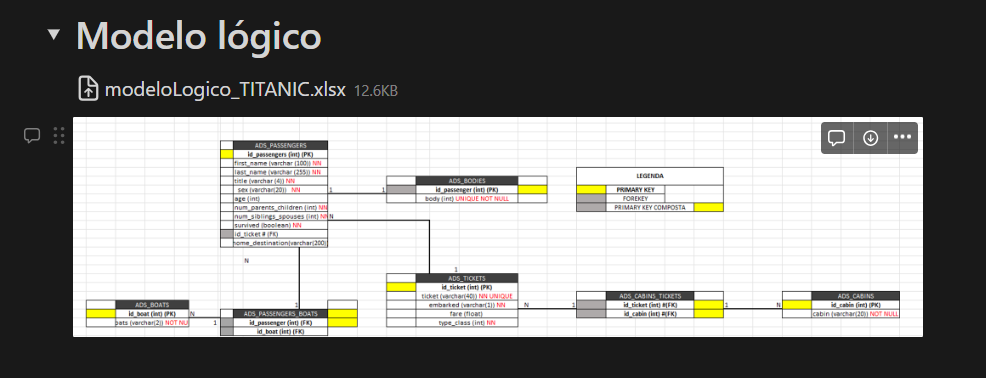 Modelo lógico
modeloLogico_TITANIC.xlsx 12.6KB
ADS_PASSENGERS
id_passengers (int) (PK)
first_name (varchar (100)) NN
last_name (varchar (255)) NN
title (varchar (4)) NN
sex (varchar(20)) NN
age (int)
num_parents_children (int) NN
num_siblings_spouses (int) NN
survived (boolean) NN
id_ticket # (FK)
home_destination(varchar(200)
1
1
N
N
1
1
ADS_BODIES
id_passenger (int) (PK)
body (int) UNIQUE NOT NULL
LEGENDA
PRIMARY KEY
FOREKEY
PRIMARY KEY COMPOSTA
ADS_TICKETS
id_ticket (int) (PK)
ticket (varchar(40)) NN UNIQUE
embarked (varchar(1)) NN
fare (float)
type_class (int) NN
ADS_BOATS
id_boat (int) (PK)
oats (varchar(2)) NOT NU
N
1.
ADS_PASSENGERS_BOATS
id_passenger (int) (FK)
id_boat (int) (FK)
N
1
ADS_CABINS_TICKETS
id_ticket (int) #(FK)
id_cabin (int) #(FK)
1
N
ADS_CABINS
id_cabin (int) (PK)
cabin (varchar(20)) NOT NULL